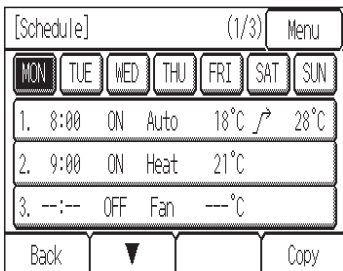 [Schedule] (1/3) Menu
MON TUE WED THU FRI SAT SUN
1. 8:00 ON Auto 18°C 28°C
2. 9:00 ON Heat 21°C
3. --:-- OFF Fan ---°C
Back ▼ Copy